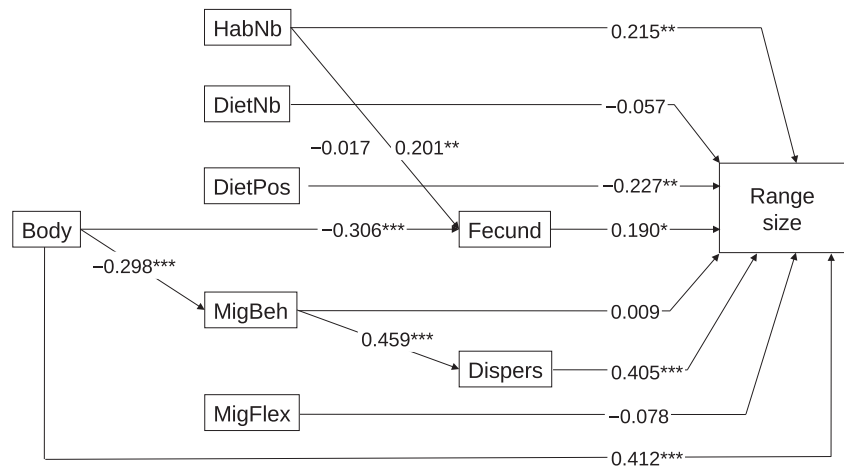 HabNb
0.215**
DietNb
−0.057
−0.017
0.201**
DietPos
−0.227**
Range
size
Body
−0.306***
Fecund
0.190*
−0.298***
MigBeh
0.009
0.459***
Dispers
0.405***
MigFlex
−0.078
0.412***